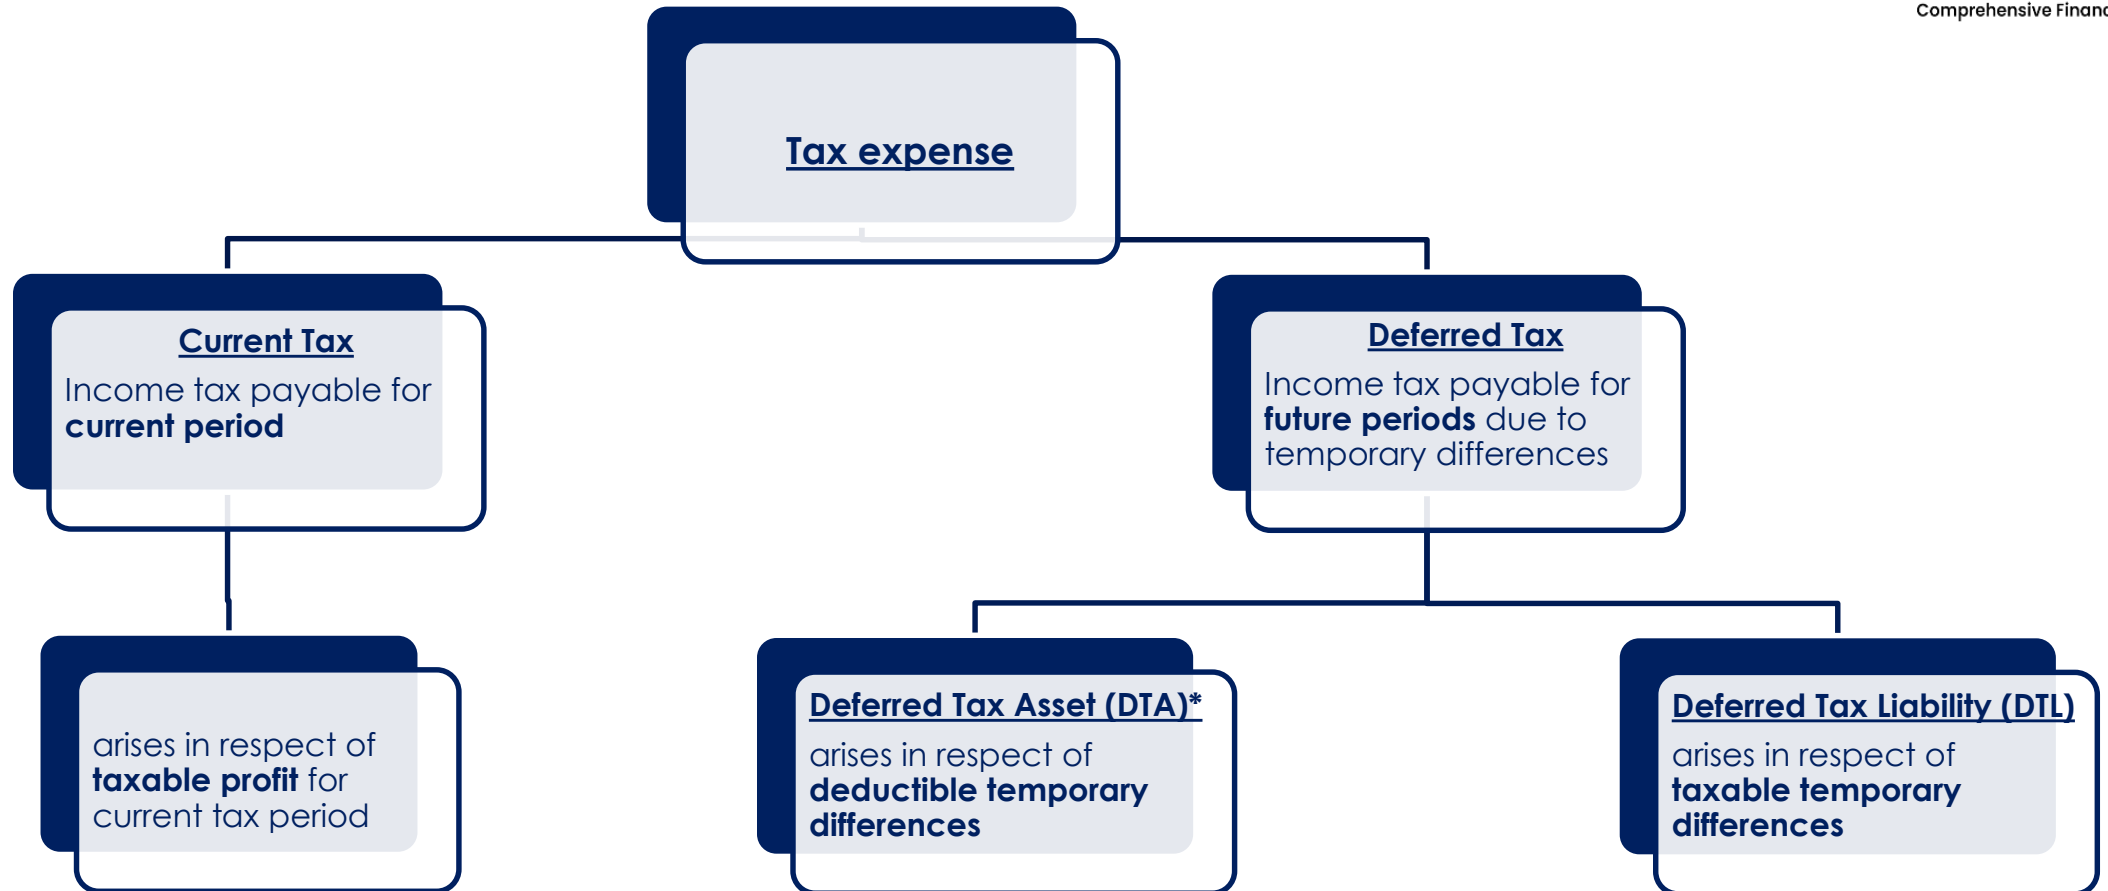 Comprehensive Financ
Tax expense
Current Tax
Income tax payable for
current period
Deferred Tax
Income tax payable for
future periods due to
temporary differences
arises in respect of
taxable profit for
current tax period
Deferred Tax Asset (DTA)*
arises in respect of
deductible temporary
differences
Deferred Tax Liability (DTL)
arises in respect of
taxable temporary
differences